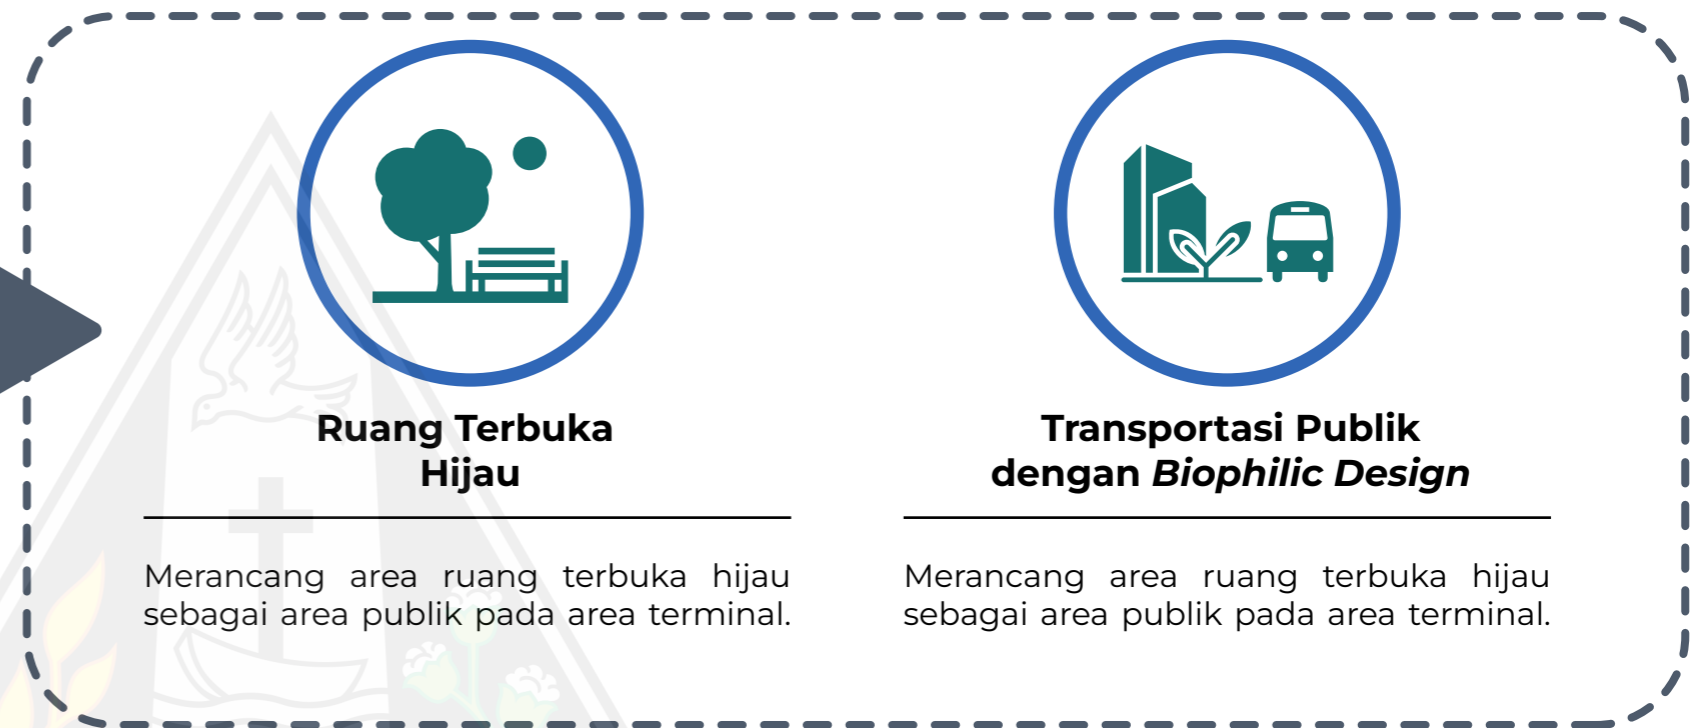 Ruang Terbuka
Hijau
Merancang area ruang terbuka hijau
sebagai area publik pada area terminal.
Transportasi Publik
dengan Biophilic Design
Merancang area ruang terbuka hijau
sebagai area publik pada area terminal.